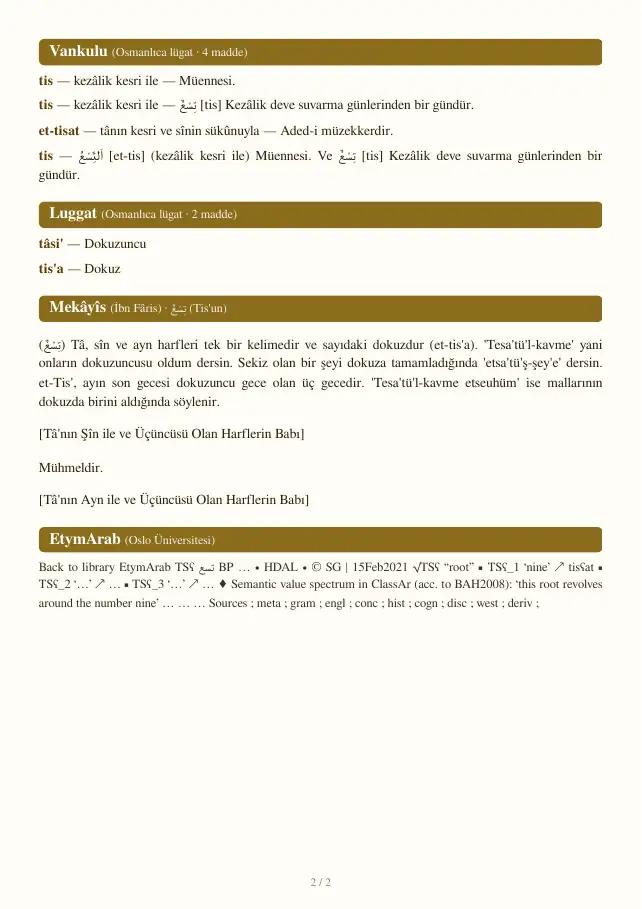 Vankulu (Osmanlıca lügat · 4 madde)
tis — kezâlik kesri ile — Müennesi.
tis — kezâlik kesri ile — تِسْعٌ [tis] Kezâlik deve suvarma günlerinden bir gündür.
et-tisat — tânın kesri ve sînin sükûnuyla — Aded-i müzekkerdir.
tis — اَلتِّسْعُ [et-tis] (kezâlik kesri ile) Müennesi. Ve تِسْعٌ [tis] Kezâlik deve suvarma günlerinden bir
gündür.
Luggat (Osmanlıca lügat · 2 madde)
tâsi' — Dokuzuncu
tis'a — Dokuz
Mekâyîs (İbn Fâris) · تِسْعٌ (Tis'un)
(تِسْعٌ) Tâ, sîn ve ayn harfleri tek bir kelimedir ve sayıdaki dokuzdur (et-tis'a). 'Tesa'tü'l-kavme' yani
onların dokuzuncusu oldum dersin. Sekiz olan bir şeyi dokuza tamamladığında 'etsa'tü'ş-şey'e' dersin.
et-Tis', ayın son gecesi dokuzuncu gece olan üç gecedir. 'Tesa'tü'l-kavme etseuhüm' ise mallarının
dokuzda birini aldığında söylenir.
[Tâ'nın Şîn ile ve Üçüncüsü Olan Harflerin Babı]
Mühmeldir.
[Tâ'nın Ayn ile ve Üçüncüsü Olan Harflerin Babı]
EtymArab (Oslo Üniversitesi)
Back to library EtymArab TSʕ تسع BP … • HDAL • © SG | 15Feb2021 √TSʕ “root” ▪ TSʕ_1 ‘nine’ ↗ tisʕat ▪
TSʕ_2 ‘…’ ↗ … ▪ TSʕ_3 ‘…’ ↗ … ♦ Semantic value spectrum in ClassAr (acc. to BAH2008): ‘this root revolves
around the number nine’ … … … Sources ; meta ; gram ; engl ; conc ; hist ; cogn ; disc ; west ; deriv ;
2 / 2